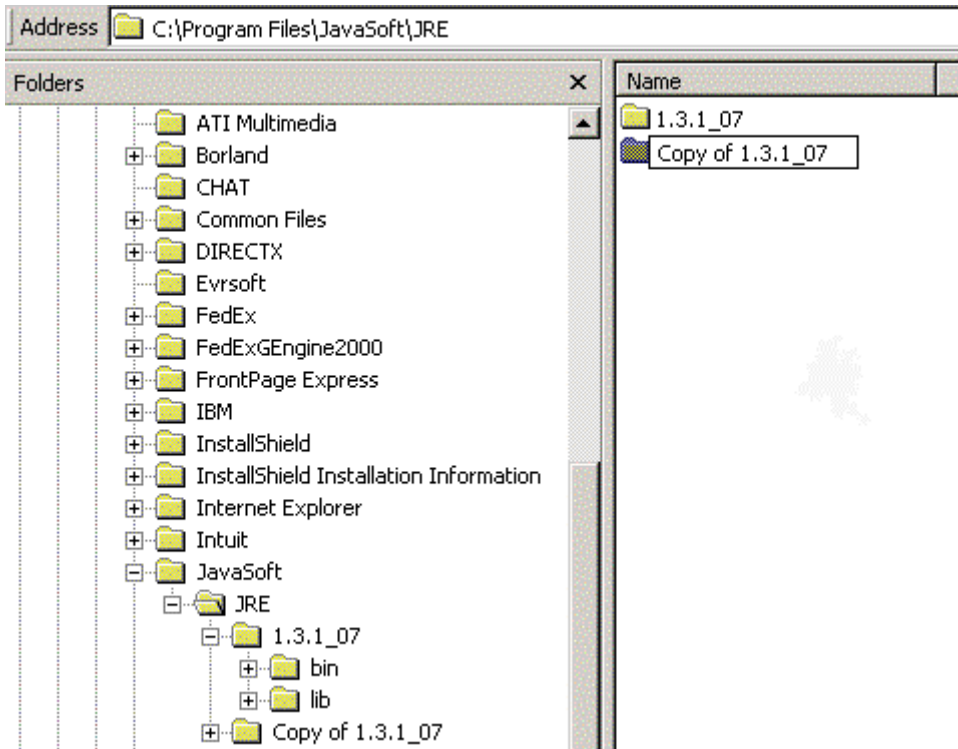 Address C:\Program Files\JavaSoft\JRE
Folders
Name
ATI Multimedia
Borland
CHAT
Common Files
DIRECTX
Evrsoft
FedEx
FedExGEngine2000
FrontPage Express
IBM
InstallShield
InstallShield Installation Information
Internet Explorer
Intuit
JavaSoft
JRE
1.3.1_07
bin
lib
Copy of 1.3.1_07
1.3.1_07
Copy of 1.3.1_07